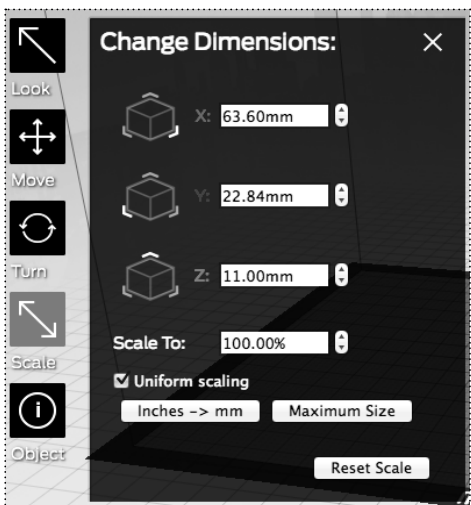 Change Dimensions:
Look
X: 63.60mm
Move
Y: 22.84mm
Turn
Z: 11.00mm
Scale
Scale To: 100.00%
Uniform scaling
Inches -> mm Maximum Size
Object
Reset Scale